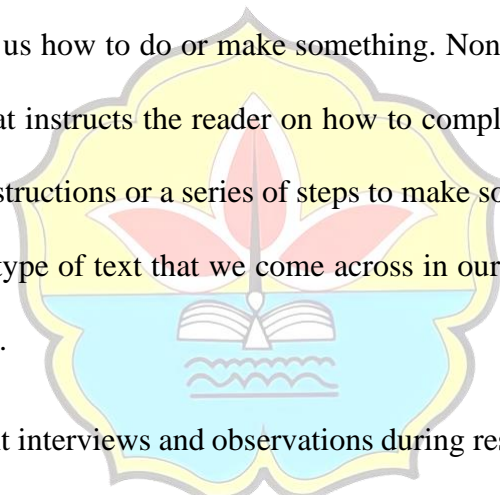 us how to do or make something. Non
at instructs the reader on how to compl
structions or a series of steps to make so
type of text that we come across in our
.
t interviews and observations during res